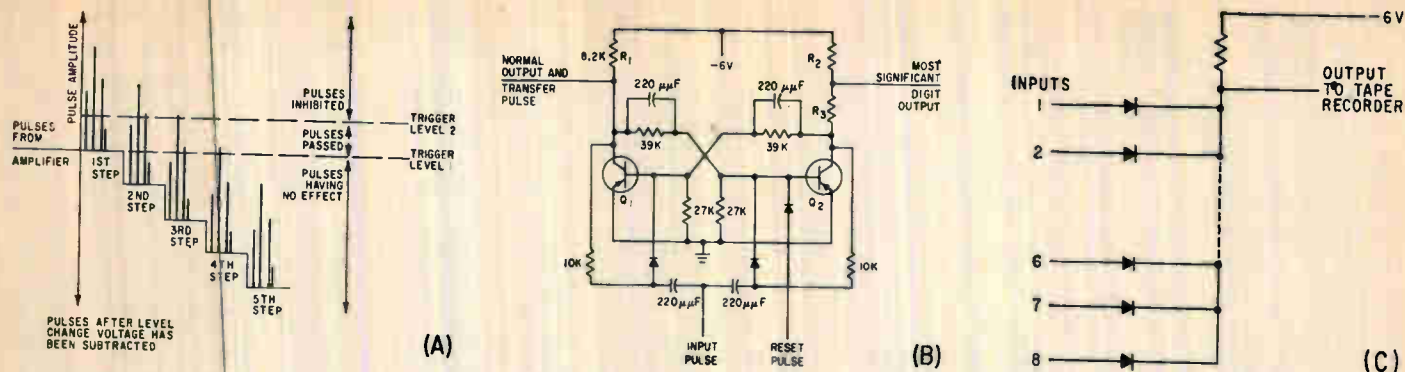 PULSE AMPLITUDE
PULSES
FROM
AMPLIFIER
1ST
STEP
2ND
STEP
3RD
STEP
4TH
STEP
5TH
STEP
PULSES AFTER LEVEL
CHANGE VOLTAGE HAS
BEEN SUBTRACTED
PULSES
INHIBITED
TRIGGER
LEVEL 2
PULSES
PASSED
TRIGGER
LEVEL 1
PULSES
HAVING
NO EFFECT
(A)
8.2K
R1
-6V
R2
NORMAL
OUTPUT AND
TRANSFER
PULSE
MOST
SIGNIFICANT
DIGIT
OUTPUT
220 μμF
220 μμF
R3
39K
39K
Q1
Q2
27K
27K
10K
10K
220μμF
220μμF
INPUT
PULSE
RESET
PULSE
(B)
-6V
INPUTS
OUTPUT
TO TAPE
RECORDER
1
2
6
7
8
(C)